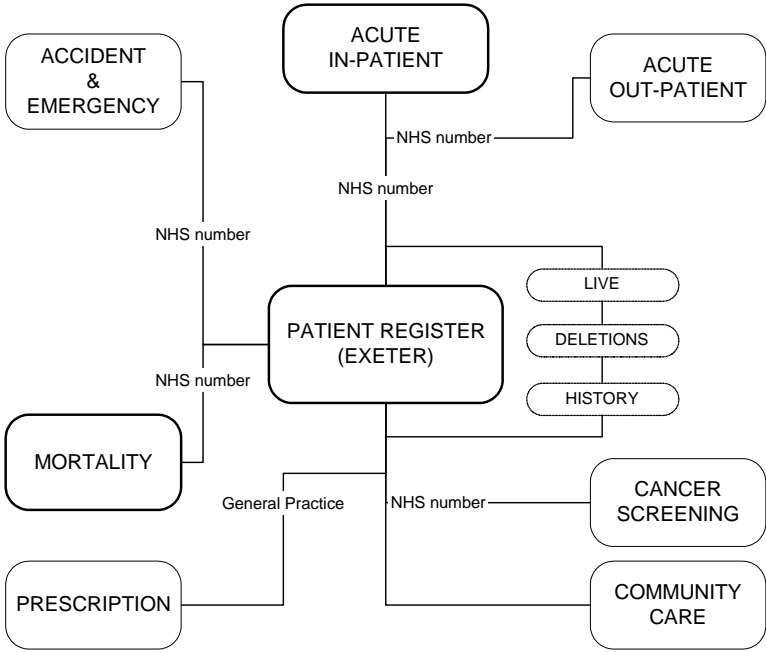 ACCIDENT
&
EMERGENCY
ACUTE
IN-PATIENT
ACUTE
OUT-PATIENT
NHS number
NHS number
NHS number
LIVE
PATIENT REGISTER
(EXETER)
DELETIONS
NHS number
HISTORY
MORTALITY
General Practice
NHS number
CANCER
SCREENING
PRESCRIPTION
COMMUNITY
CARE